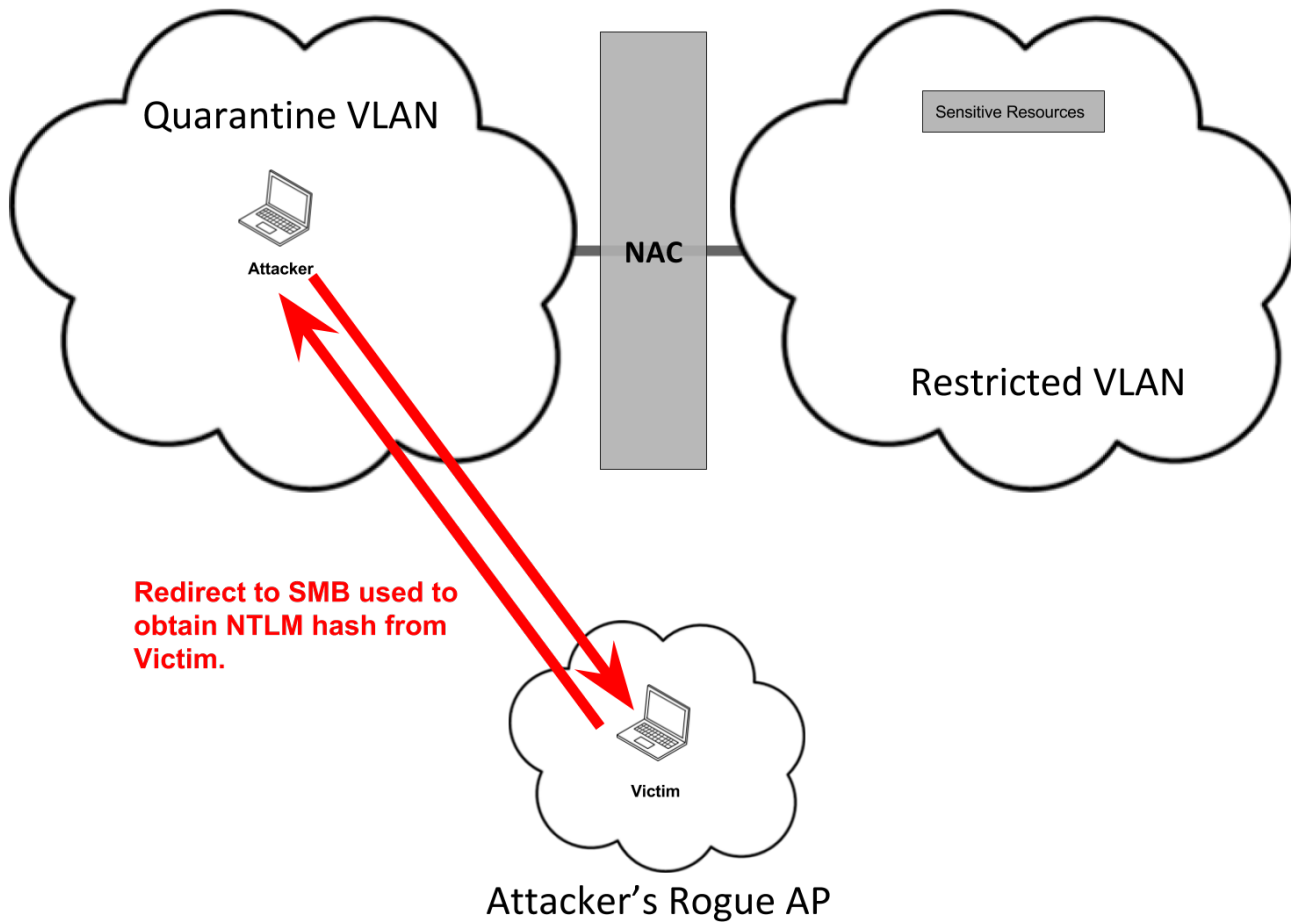 Quarantine VLAN
Sensitive Resources
Attacker
NAC
Restricted VLAN
Redirect to SMB used to
obtain NTLM hash from
Victim.
Victim
Attacker’s Rogue AP